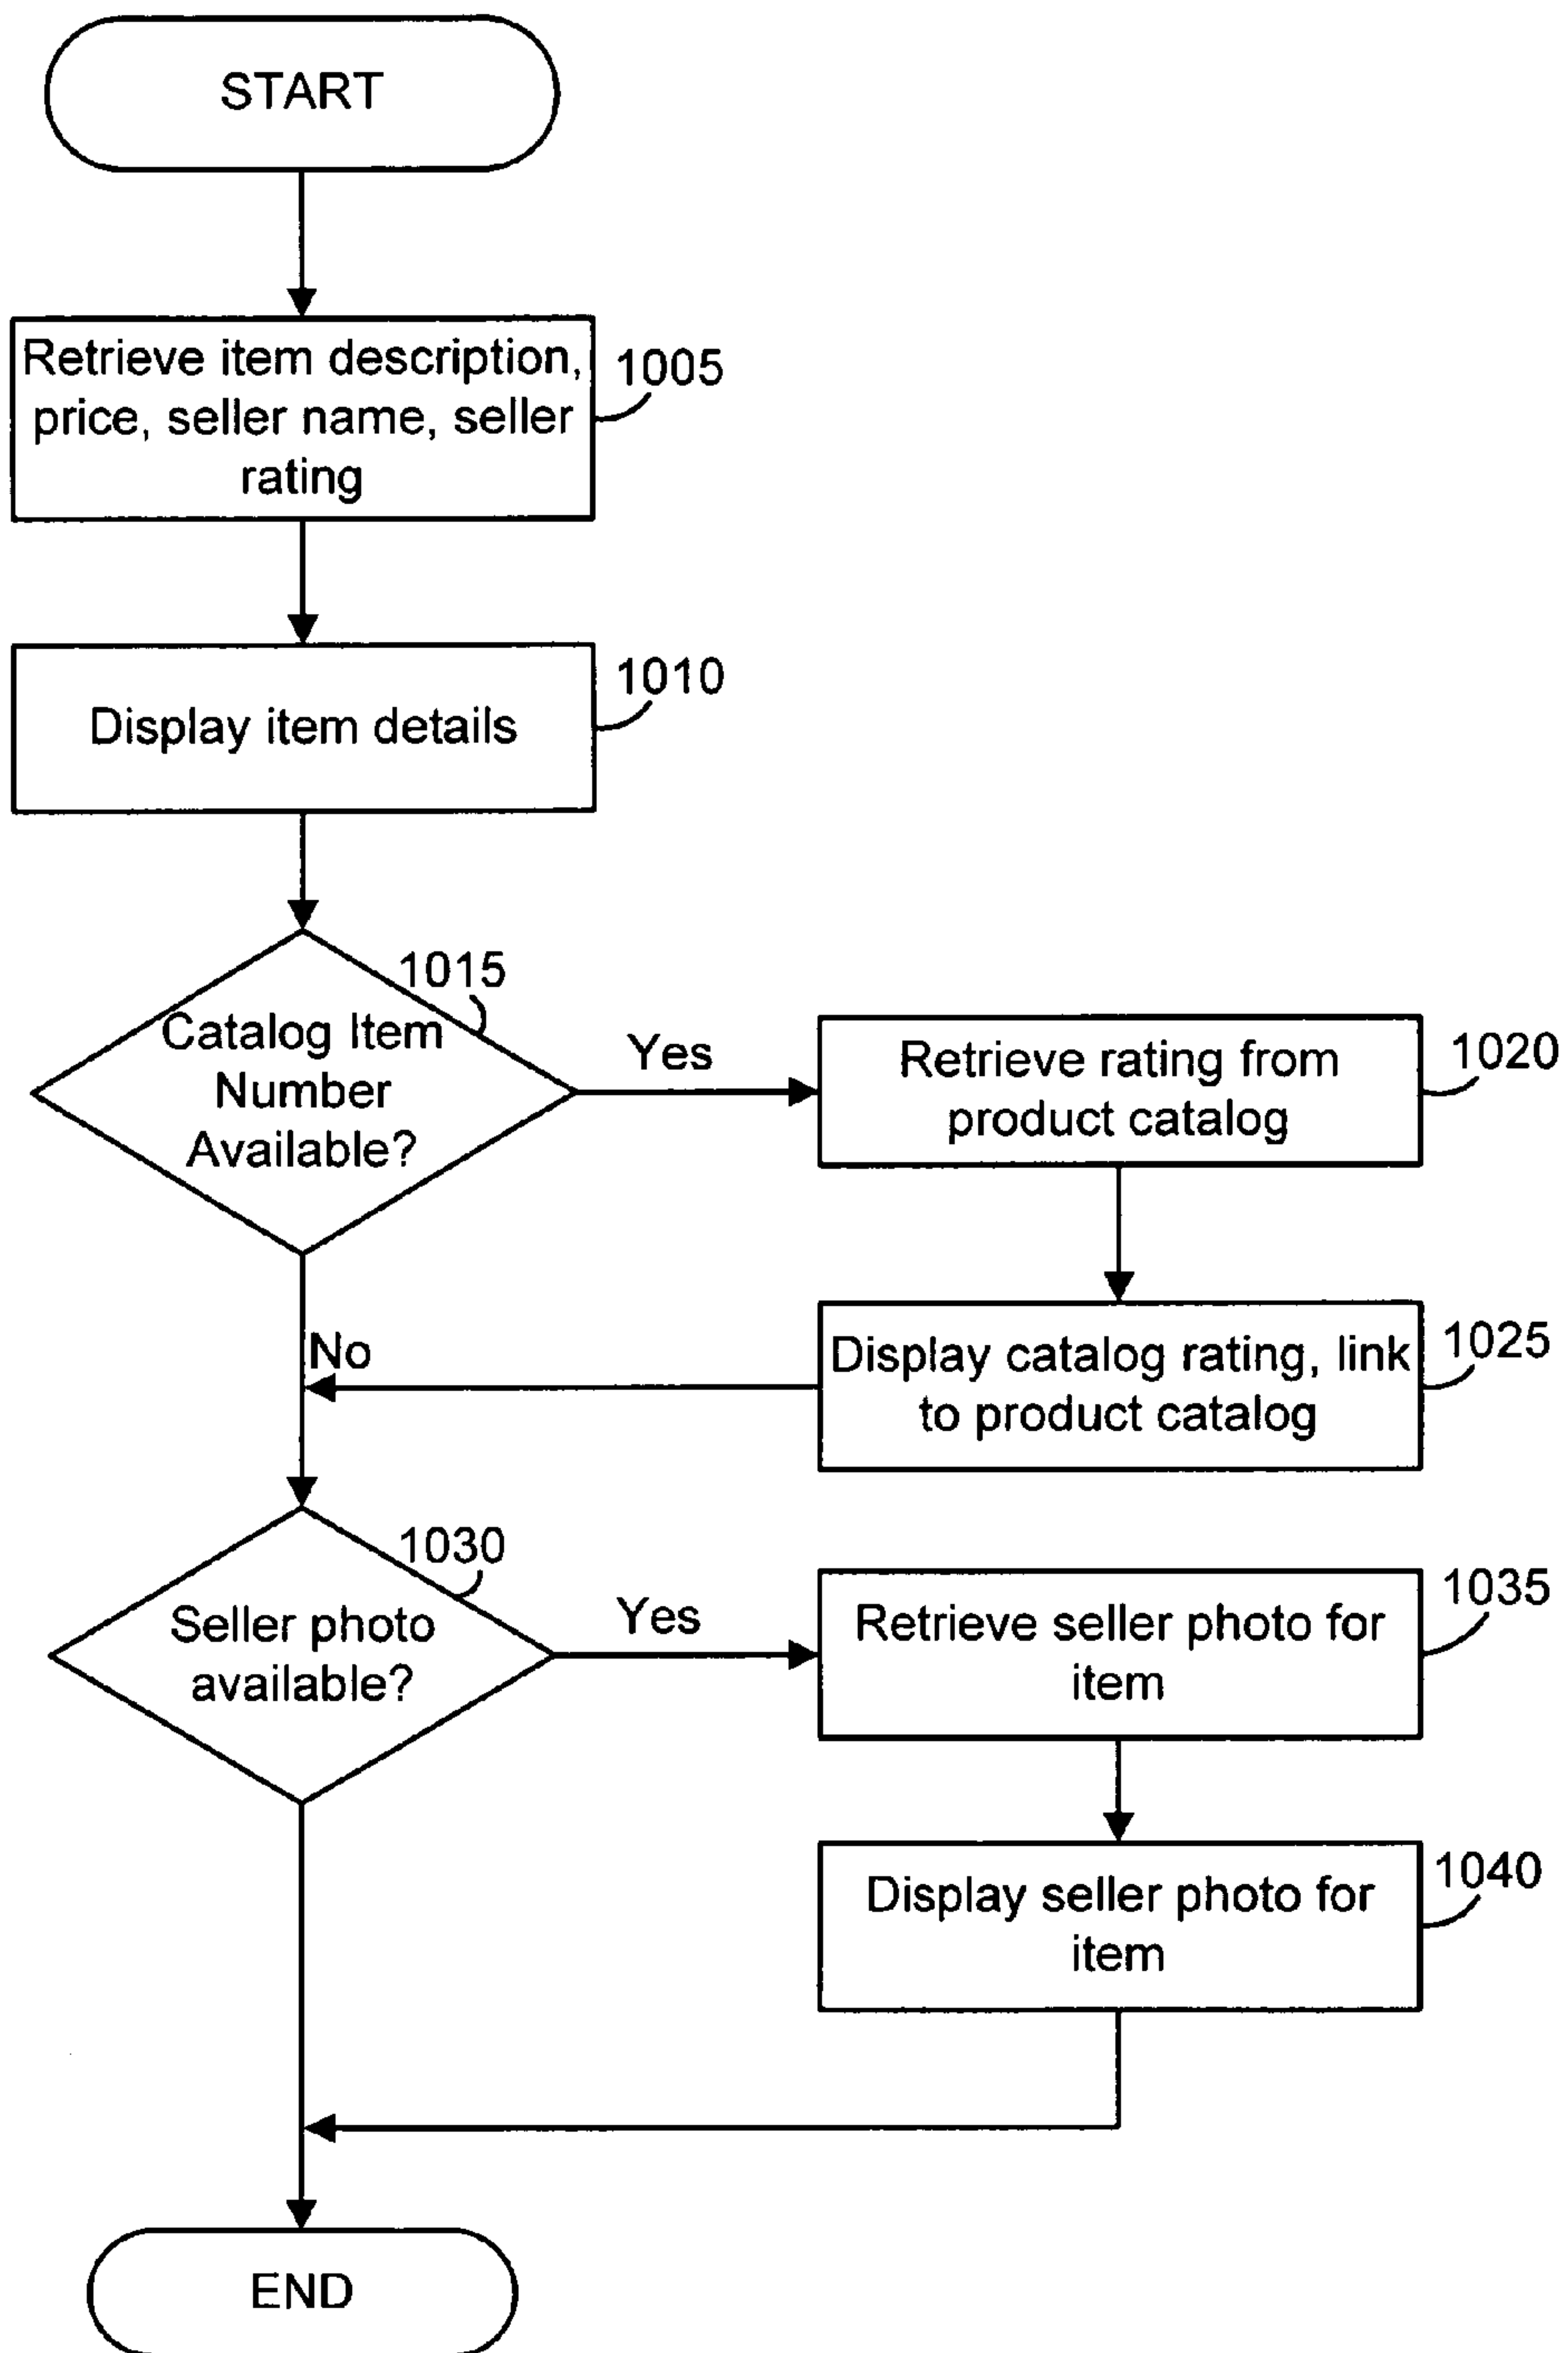 START
Retrieve item description,
price, seller name, seller
rating
1005
Display item details
1010
Catalog Item
Number
Available?
1015
Yes
Retrieve rating from
product catalog
1020
Display catalog rating, link
to product catalog
1025
No
Seller photo
available?
1030
Yes
Retrieve seller photo for
item
1035
Display seller photo for
item
1040
END